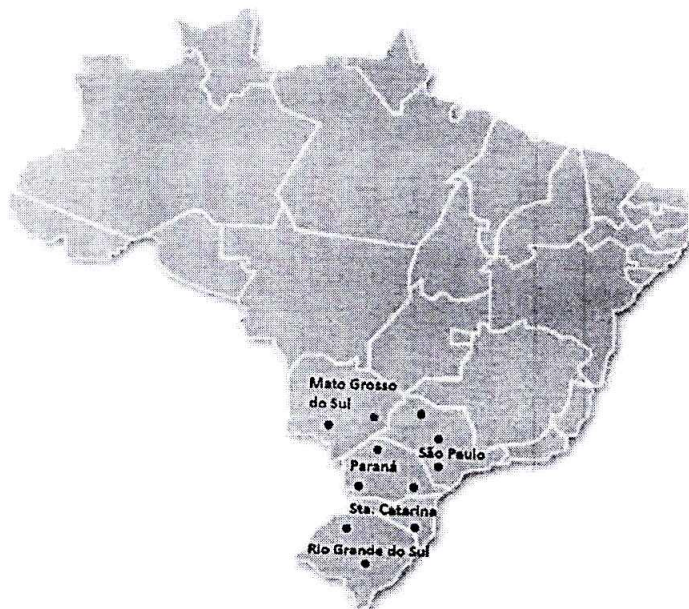 Mato Grosso
do Sul
São Paulo
Paraná
Sta. Catarina
Rio Grande do Sul